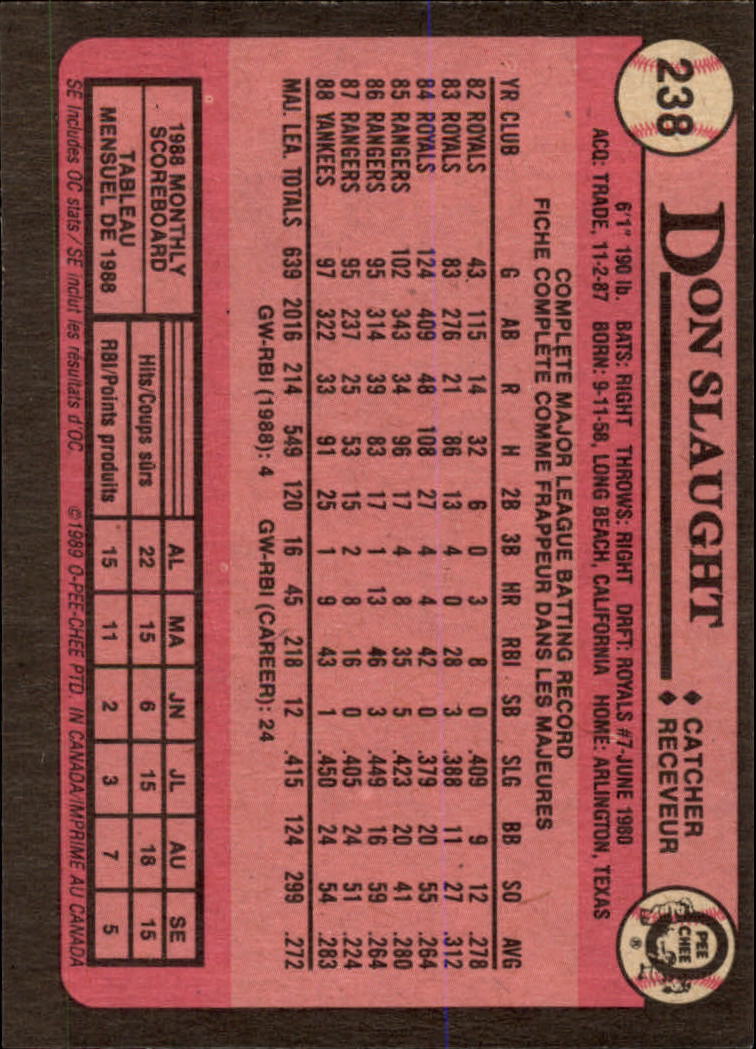 238
DON SLAUGHT
♦ CATCHER
♦ RECEVEUR
O PEE CHEE ®
6'1" 190 lb. BATS: RIGHT THROWS: RIGHT DRFT: ROYALS #7-JUNE 1980
ACQ: TRADE, 11-2-87 BORN: 9-11-58, LONG BEACH, CALIFORNIA HOME: ARLINGTON, TEXAS
COMPLETE MAJOR LEAGUE BATTING RECORD
FICHE COMPLETE COMME FRAPPEUR DANS LES MAJEURES
YR CLUB G AB R H 2B 3B HR RBI SB SLG BB SO AVG
82 ROYALS 43 115 14 32 6 0 3 8 0 .409 9 12 .278
83 ROYALS 83 276 21 86 13 4 0 28 3 .388 11 27 .312
84 ROYALS 124 409 48 108 27 4 4 42 0 .379 20 55 .264
85 RANGERS 102 343 34 96 17 4 8 35 5 .423 20 41 .280
86 RANGERS 95 314 39 83 17 1 13 46 3 .449 16 59 .264
87 RANGERS 95 237 25 53 15 2 8 16 0 .405 24 51 .224
88 YANKEES 97 322 33 91 25 1 9 43 1 .450 24 54 .283
MAJ. LEA. TOTALS 639 2016 214 549 120 16 45 218 12 .415 124 299 .272
GW-RBI (1988): 4 GW-RBI (CAREER): 24
1988 MONTHLY
SCOREBOARD
TABLEAU
MENSUEL DE 1988
AL MA JN JL AU SE
Hits/Coups sûrs 22 15 6 15 18 15
RBI/Points produits 15 11 2 3 7 5
SE Includes OC stats/SE inclut les résultats d'OC. ©1989 O-PEE-CHEE PTD. IN CANADA/IMPRIME AU CANADA